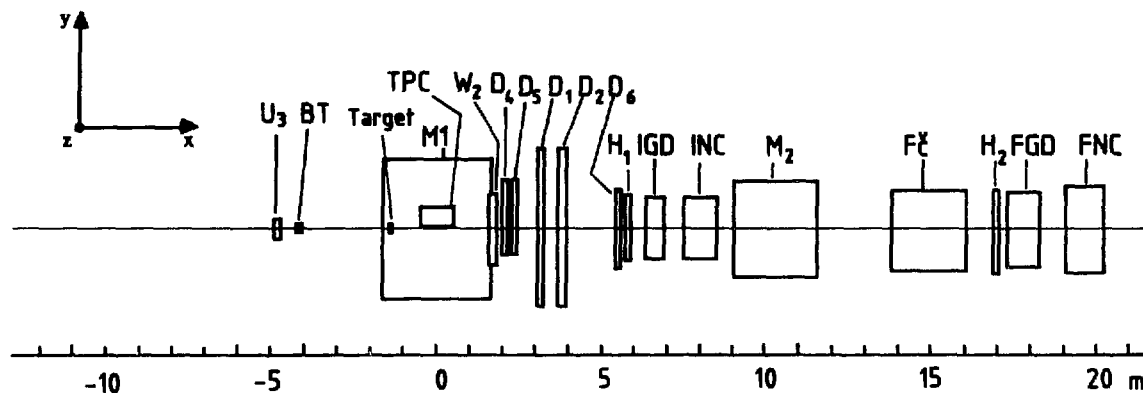 y
z x
U₃ BT Target M1 TPC W₂ D₄ D₅ D₁ D₂ D₆ H₁ IGD INC M₂ FČ H₂ FGD FNC
-10 -5 0 5 10 15 20 m